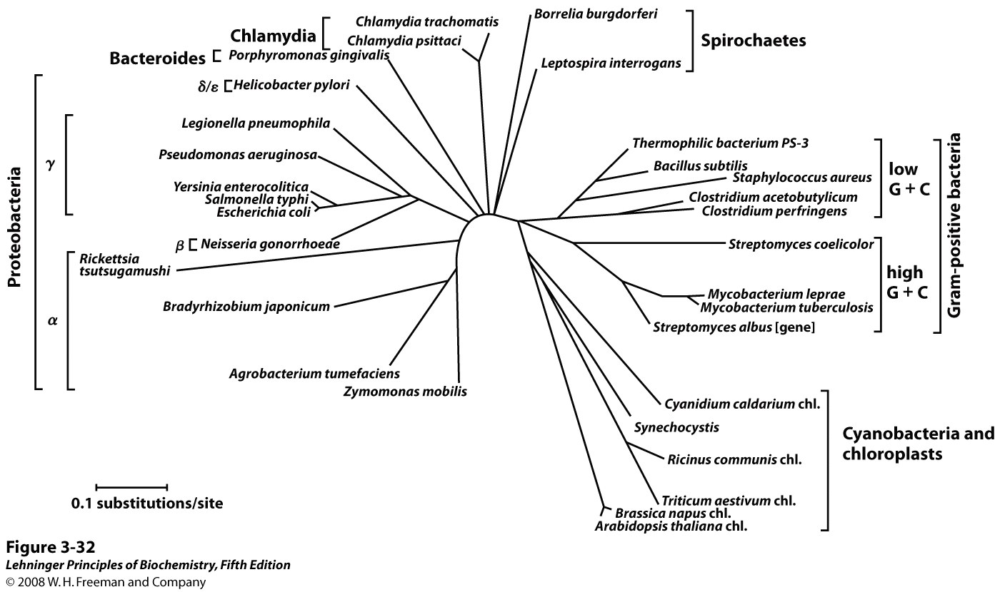 Borrelia burgdorferi
Chlamydia trachomatis
Chlamydia
Chlamydia psittaci
Spirochaetes
Bacteroides
Porphyromonas gingivalis
Leptospira interrogans
δ/ε
Helicobacter pylori
Legionella pneumophila
Thermophilic bacterium PS-3
Pseudomonas aeruginosa
γ
Bacillus subtilis
low
G + C
Staphylococcus aureus
Yersinia enterocolitica
Salmonella typhi
Escherichia coli
Clostridium acetobutylicum
Clostridium perfringens
Proteobacteria
Gram-positive bacteria
β
Neisseria gonorrhoeae
Streptomyces coelicolor
Rickettsia
tsutsugamushi
high
G + C
Mycobacterium leprae
Mycobacterium tuberculosis
Bradyrhizobium japonicum
α
Streptomyces albus [gene]
Agrobacterium tumefaciens
Zymomonas mobilis
Cyanidium caldarium chl.
Synechocystis
Cyanobacteria and
chloroplasts
Ricinus communis chl.
Triticum aestivum chl.
Brassica napus chl.
Arabidopsis thaliana chl.
0.1 substitutions/site
Figure 3-32
Lehninger Principles of Biochemistry, Fifth Edition
© 2008 W. H. Freeman and Company